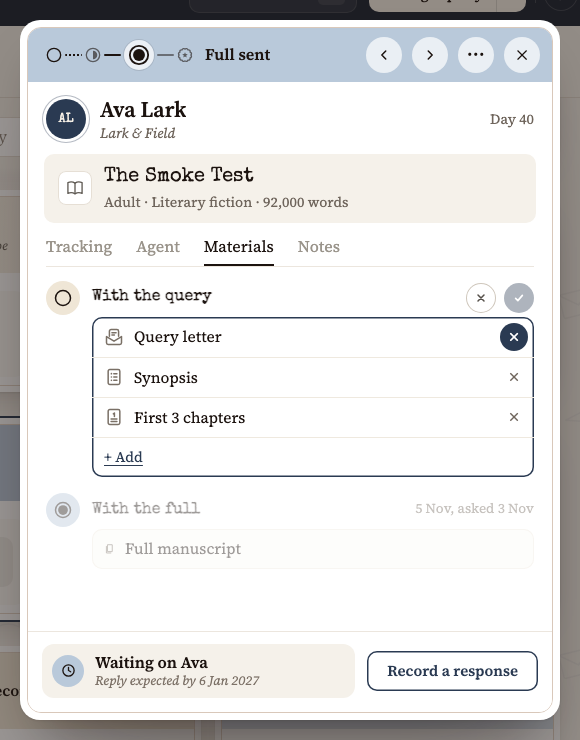 Full sent
AL
Ava Lark
Lark & Field
Day 40
The Smoke Test
Adult · Literary fiction · 92,000 words
Tracking Agent Materials Notes
With the query
Query letter
Synopsis
First 3 chapters
+ Add
With the full
5 Nov, asked 3 Nov
Full manuscript
Waiting on Ava
Reply expected by 6 Jan 2027
Record a response